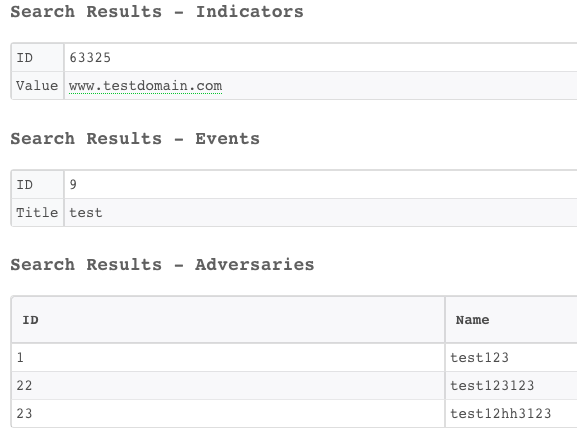 Search Results - Indicators
ID 63325
Value www.testdomain.com
Search Results - Events
ID 9
Title test
Search Results - Adversaries
ID Name
1 test123
22 test123123
23 test12hh3123